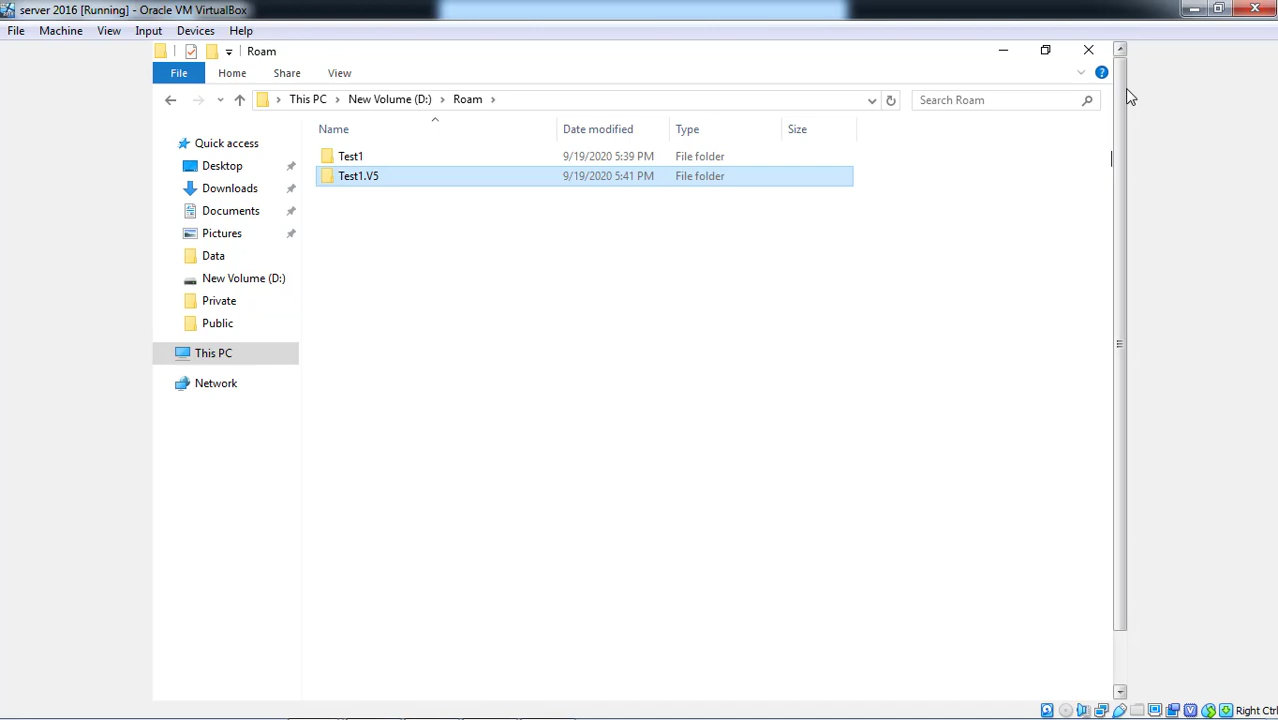 server 2016 [Running] - Oracle VM VirtualBox
File Machine View Input Devices Help
Roam
File Home Share View
This PC New Volume (D:) Roam
Search Roam
Name Date modified Type Size
Quick access
Desktop
Downloads
Documents
Pictures
Data
New Volume (D:)
Private
Public
This PC
Network
Test1 9/19/2020 5:39 PM File folder
Test1.V5 9/19/2020 5:41 PM File folder
Right Ctrl